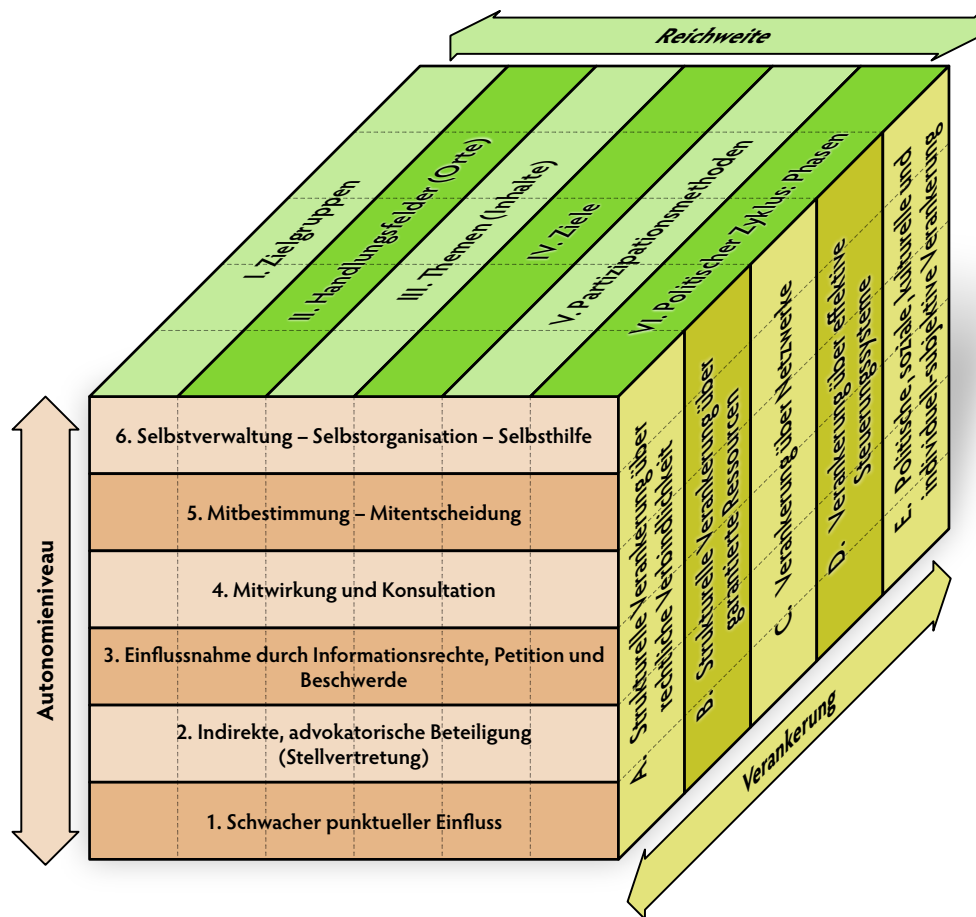 Reichweite
I. Zielgruppen
II. Handlungsfelder (Orte)
III. Themen (Inhalte)
IV. Ziele
V. Partizipationsmethoden
VI. Politischer Zyklus: Phasen
Autonomieniveau
6. Selbstverwaltung – Selbstorganisation – Selbsthilfe
5. Mitbestimmung – Mitentscheidung
4. Mitwirkung und Konsultation
3. Einflussnahme durch Informationsrechte, Petition und
Beschwerde
2. Indirekte, advokatorische Beteiligung
(Stellvertretung)
1. Schwacher punktueller Einfluss
A. Strukturelle Verankerung über
rechtliche Verbindlichkeit
B. Strukturelle Verankerung über
garantierte Ressourcen
C. Verankerung über Netzwerke
D. Verankerung über effektive
Steuerungssysteme
E. Politische, soziale, kulturelle und
individuell-subjektive Verankerung
Verankerung